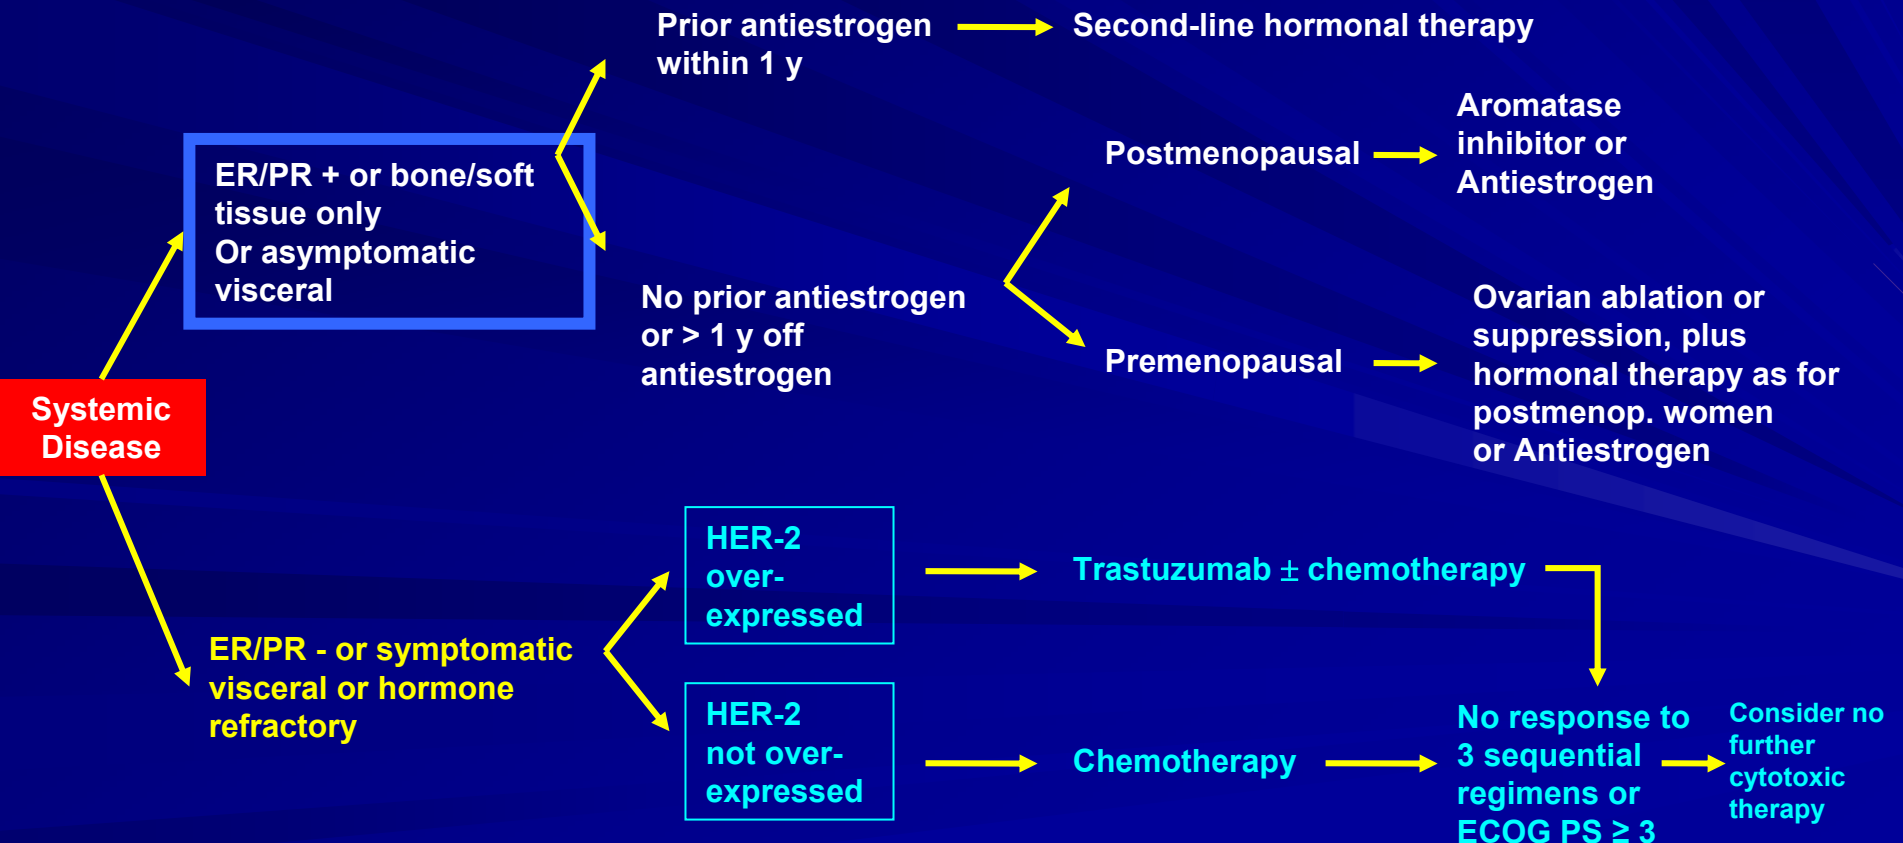 Prior antiestrogen
within 1 y
Second-line hormonal therapy
ER/PR + or bone/soft
tissue only
Or asymptomatic
visceral
Postmenopausal
Aromatase
inhibitor or
Antiestrogen
No prior antiestrogen
or > 1 y off
antiestrogen
Premenopausal
Ovarian ablation or
suppression, plus
hormonal therapy as for
postmenop. women
or Antiestrogen
Systemic
Disease
HER-2
over-
expressed
Trastuzumab ± chemotherapy
ER/PR - or symptomatic
visceral or hormone
refractory
HER-2
not over-
expressed
Chemotherapy
No response to
3 sequential
regimens or
ECOG PS ≥ 3
Consider no
further
cytotoxic
therapy